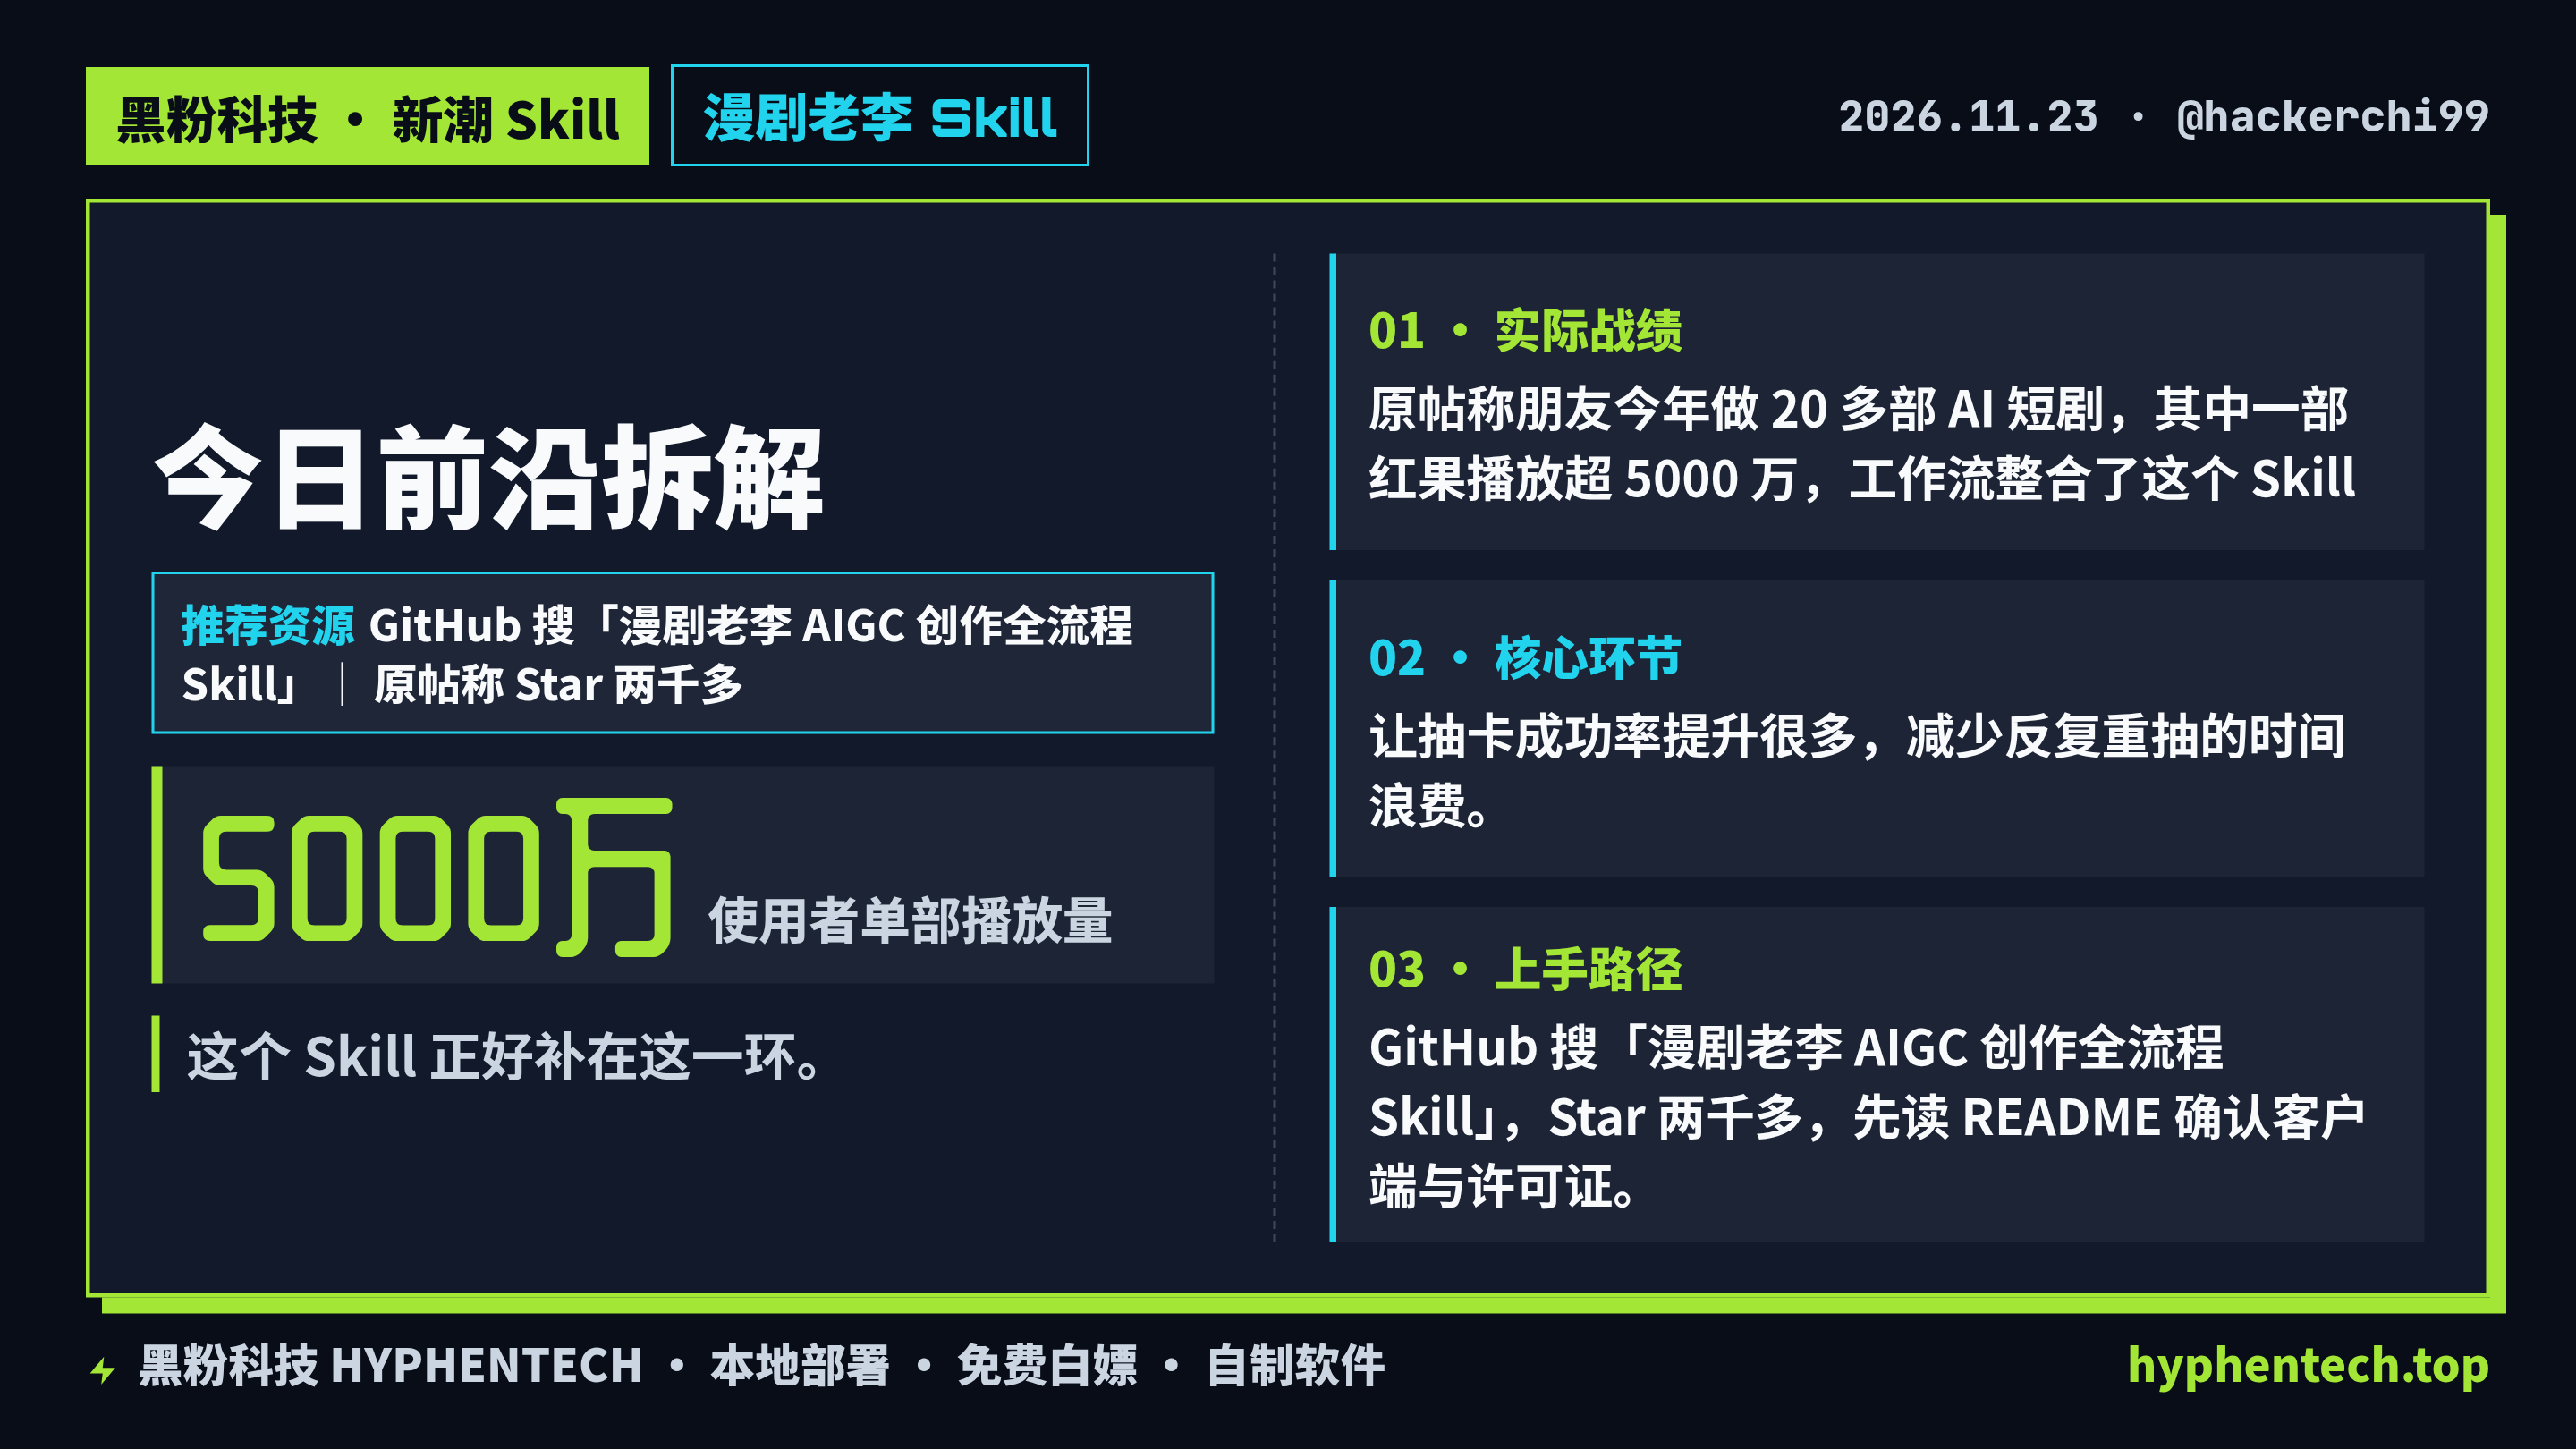 黑粉科技 · 新潮 Skill
漫剧老李 Skill
2026.11.23 · @hackerchi99
今日前沿拆解
推荐资源 GitHub 搜「漫剧老李 AIGC 创作全流程
Skill」｜ 原帖称 Star 两千多
5000万 使用者单部播放量
这个 Skill 正好补在这一环。
01 · 实际战绩
原帖称朋友今年做 20 多部 AI 短剧，其中一部
红果播放超 5000 万，工作流整合了这个 Skill
02 · 核心环节
让抽卡成功率提升很多，减少反复重抽的时间
浪费。
03 · 上手路径
GitHub 搜「漫剧老李 AIGC 创作全流程
Skill」，Star 两千多，先读 README 确认客户
端与许可证。
黑粉科技 HYPHENTECH · 本地部署 · 免费白嫖 · 自制软件
hyphentech.top